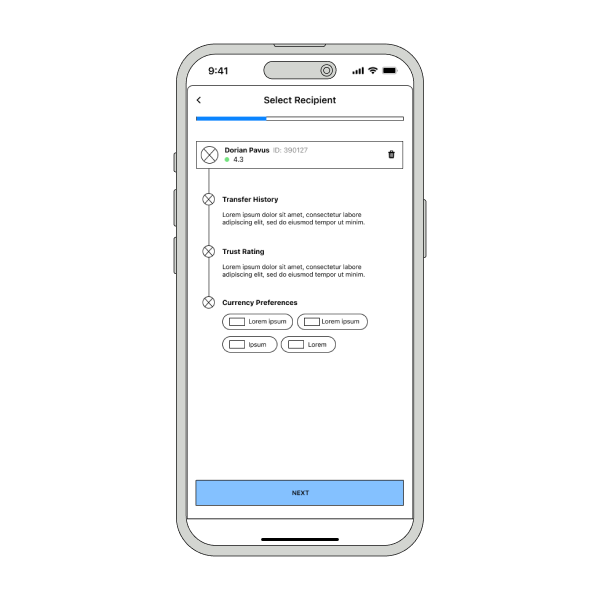 9:41
Select Recipient
Dorian Pavus ID: 390127
4.3
Transfer History
Lorem ipsum dolor sit amet, consectetur labore
adipiscing elit, sed do eiusmod tempor ut minim.
Trust Rating
Lorem ipsum dolor sit amet, consectetur labore
adipiscing elit, sed do eiusmod tempor ut minim.
Currency Preferences
Lorem ipsum Lorem ipsum
Ipsum Lorem
NEXT